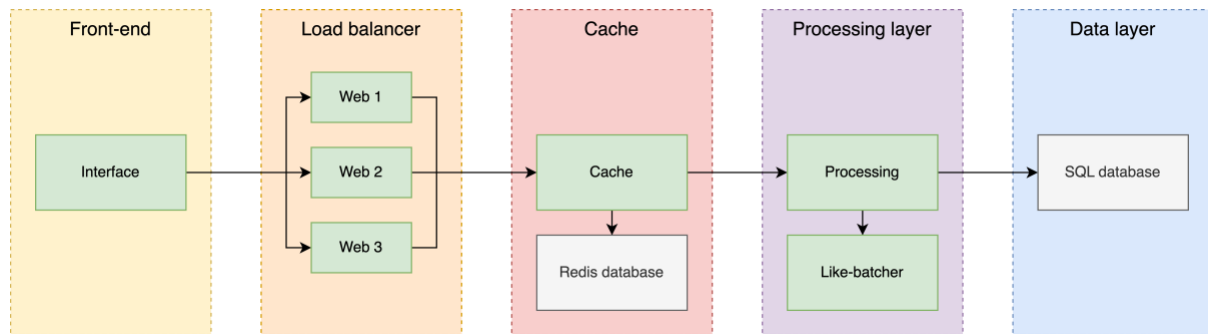 Front-end
Load balancer
Cache
Processing layer
Data layer
Web 1
Interface
Web 2
Cache
Processing
SQL database
Web 3
Redis database
Like-batcher